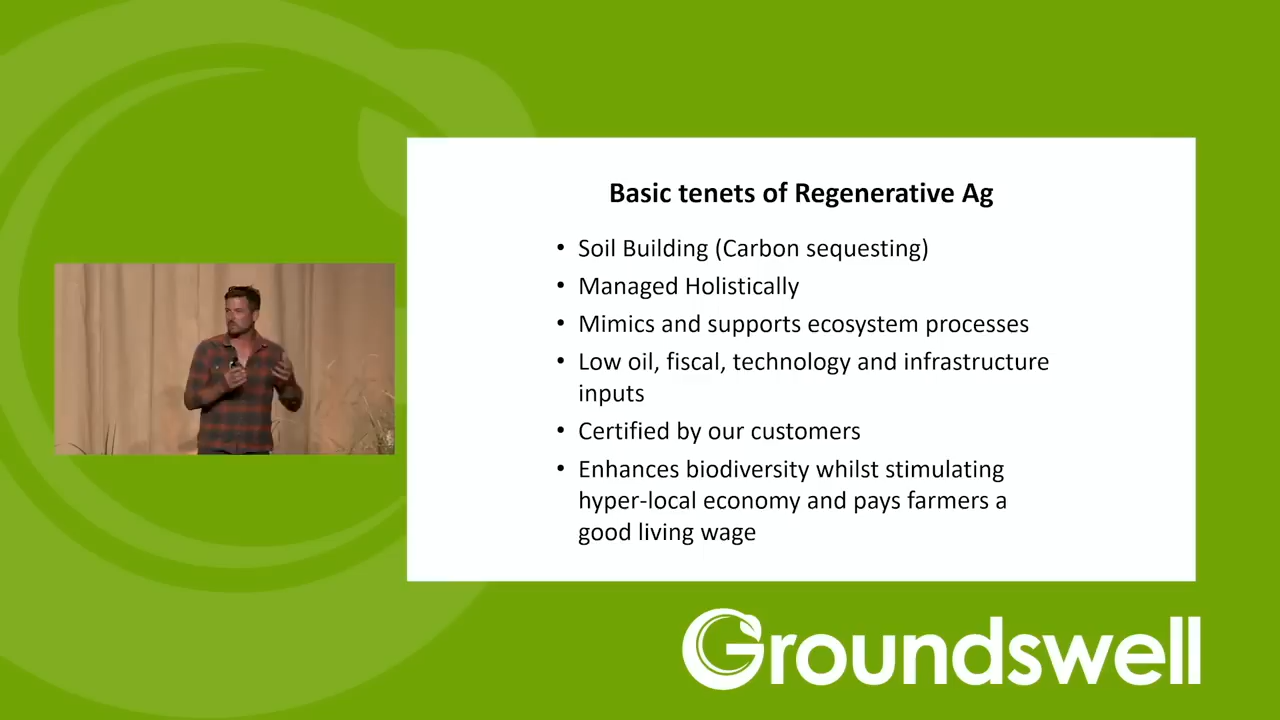 Basic tenets of Regenerative Ag
• Soil Building (Carbon sequesting)
• Managed Holistically
• Mimics and supports ecosystem processes
• Low oil, fiscal, technology and infrastructure
inputs
• Certified by our customers
• Enhances biodiversity whilst stimulating
hyper-local economy and pays farmers a
good living wage
Groundswell